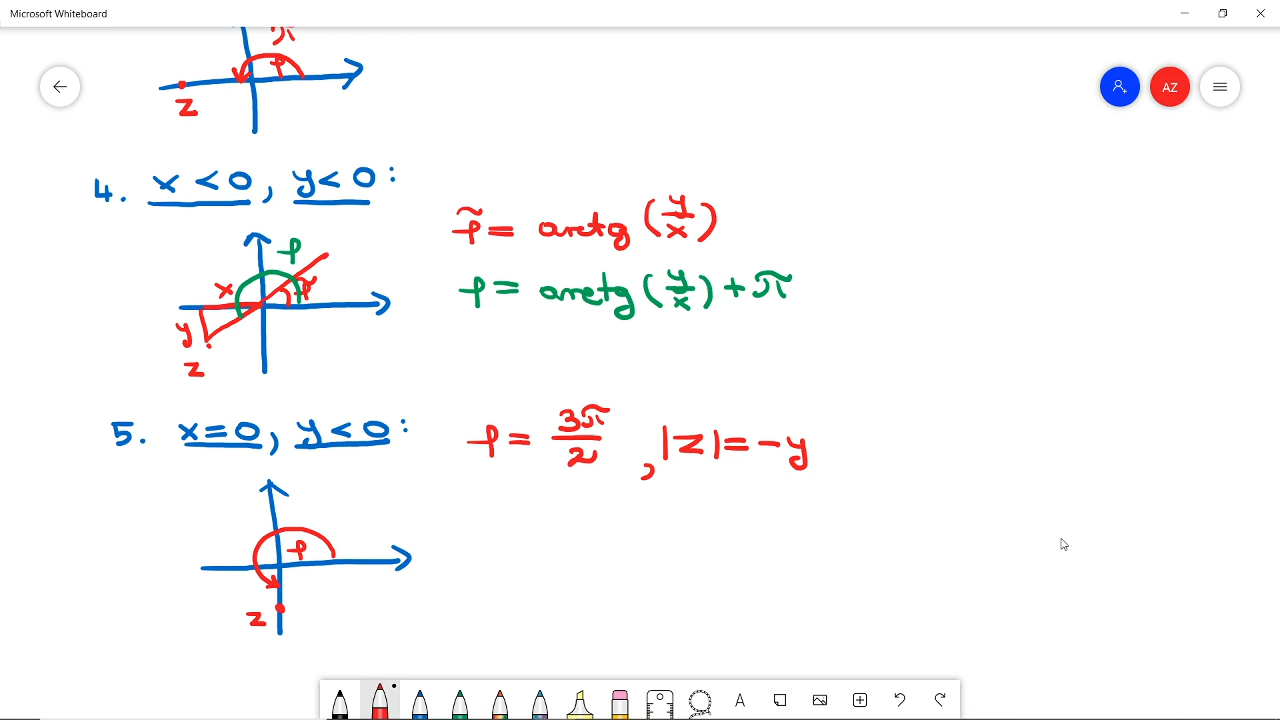 Microsoft Whiteboard
π
φ
z
AZ
4. x < 0, y < 0:
φ̃ = arctg (y/x)
φ = arctg (y/x) + π
φ
x
φ̃
y
z
5. x = 0, y < 0:
φ = 3π/2, |z| = -y
φ
z
A